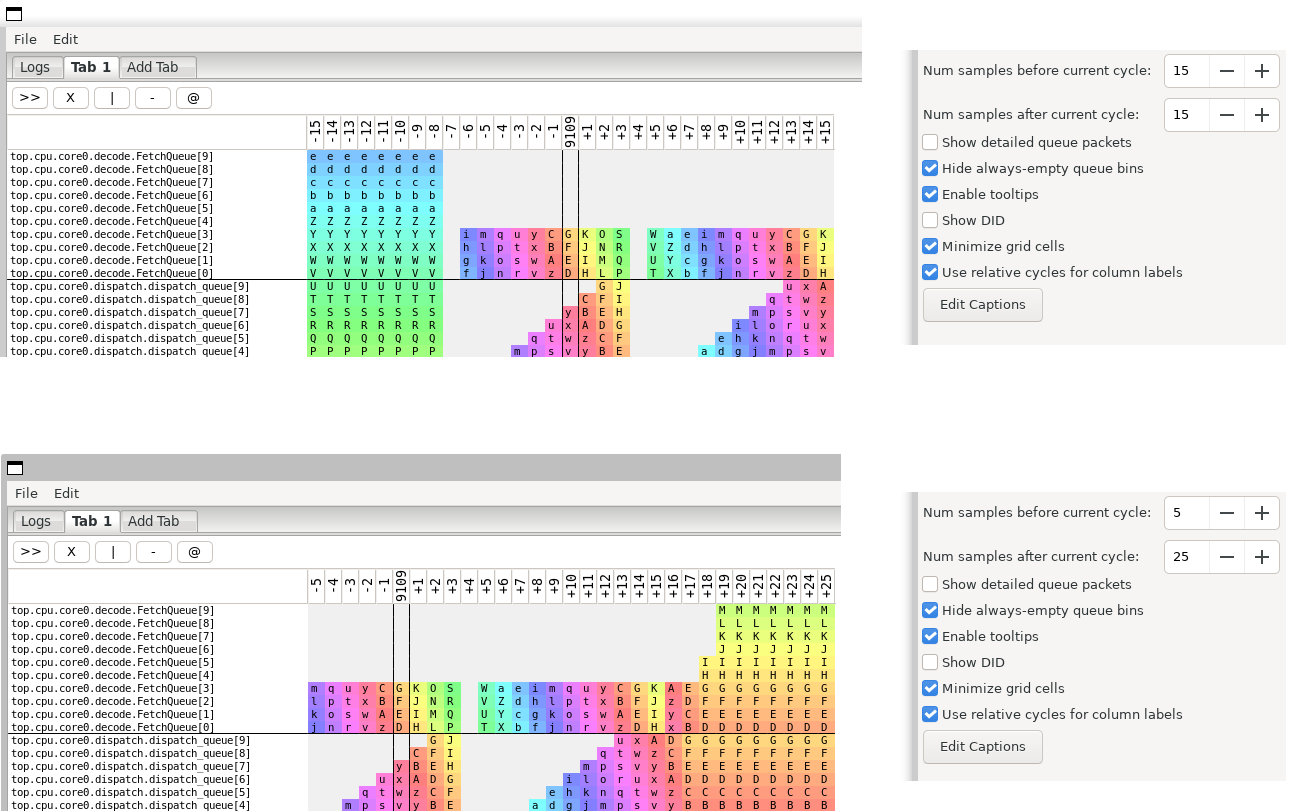 File Edit
Logs Tab 1 Add Tab
>> X | - @
-15 -14 -13 -12 -11 -10 -9 -8 -7 -6 -5 -4 -3 -2 -1 9109 +1 +2 +3 +4 +5 +6 +7 +8 +9 +10 +11 +12 +13 +14 +15
top.cpu.core0.decode.FetchQueue[9] e e e e e e e e
top.cpu.core0.decode.FetchQueue[8] d d d d d d d d
top.cpu.core0.decode.FetchQueue[7] c c c c c c c c
top.cpu.core0.decode.FetchQueue[6] b b b b b b b b
top.cpu.core0.decode.FetchQueue[5] a a a a a a a a
top.cpu.core0.decode.FetchQueue[4] Z Z Z Z Z Z Z Z
top.cpu.core0.decode.FetchQueue[3] Y Y Y Y Y Y Y Y i m q u y C G K O S W a e i m q u y C G K
top.cpu.core0.decode.FetchQueue[2] X X X X X X X X h l p t x B F J N R V Z d h l p t x B F J
top.cpu.core0.decode.FetchQueue[1] W W W W W W W W g k o s w A E I M Q U Y c g k o s w A E I
top.cpu.core0.decode.FetchQueue[0] V V V V V V V V f j n r v z D H L P T X b f j n r v z D H
top.cpu.core0.dispatch.dispatch_queue[9] U U U U U U U U G J u x A
top.cpu.core0.dispatch.dispatch_queue[8] T T T T T T T T C F I q t w z
top.cpu.core0.dispatch.dispatch_queue[7] S S S S S S S S y B E H m p s v y
top.cpu.core0.dispatch.dispatch_queue[6] R R R R R R R R u x A D G i l o r u x
top.cpu.core0.dispatch.dispatch_queue[5] Q Q Q Q Q Q Q Q q t w z C F e h k n q t w
top.cpu.core0.dispatch.dispatch_queue[4] P P P P P P P P m p s v y B E a d g j m p s v
Num samples before current cycle: 15 — +
Num samples after current cycle: 15 — +
Show detailed queue packets
Hide always-empty queue bins
Enable tooltips
Show DID
Minimize grid cells
Use relative cycles for column labels
Edit Captions
File Edit
Logs Tab 1 Add Tab
>> X | - @
-5 -4 -3 -2 -1 9109 +1 +2 +3 +4 +5 +6 +7 +8 +9 +10 +11 +12 +13 +14 +15 +16 +17 +18 +19 +20 +21 +22 +23 +24 +25
top.cpu.core0.decode.FetchQueue[9] M M M M M M M
top.cpu.core0.decode.FetchQueue[8] L L L L L L L
top.cpu.core0.decode.FetchQueue[7] K K K K K K K
top.cpu.core0.decode.FetchQueue[6] J J J J J J J
top.cpu.core0.decode.FetchQueue[5] I I I I I I I I
top.cpu.core0.decode.FetchQueue[4] H H H H H H H H
top.cpu.core0.decode.FetchQueue[3] m q u y C G K O S W a e i m q u y C G K A E G G G G G G G G
top.cpu.core0.decode.FetchQueue[2] l p t x B F J N R V Z d h l p t x B F J z D F F F F F F F F
top.cpu.core0.decode.FetchQueue[1] k o s w A E I M Q U Y c g k o s w A E I y C E E E E E E E E
top.cpu.core0.decode.FetchQueue[0] j n r v z D H L P T X b f j n r v z D H x B D D D D D D D D
top.cpu.core0.dispatch.dispatch_queue[9] G J u x A D G G G G G G G G G
top.cpu.core0.dispatch.dispatch_queue[8] C F I q t w z C F F F F F F F F F
top.cpu.core0.dispatch.dispatch_queue[7] y B E H m p s v y B E E E E E E E E E
top.cpu.core0.dispatch.dispatch_queue[6] u x A D G i l o r u x A D D D D D D D D D
top.cpu.core0.dispatch.dispatch_queue[5] q t w z C F e h k n q t w z C C C C C C C C C
top.cpu.core0.dispatch.dispatch_queue[4] m p s v y B E a d g j m p s v y B B B B B B B B B
Num samples before current cycle: 5 — +
Num samples after current cycle: 25 — +
Show detailed queue packets
Hide always-empty queue bins
Enable tooltips
Show DID
Minimize grid cells
Use relative cycles for column labels
Edit Captions